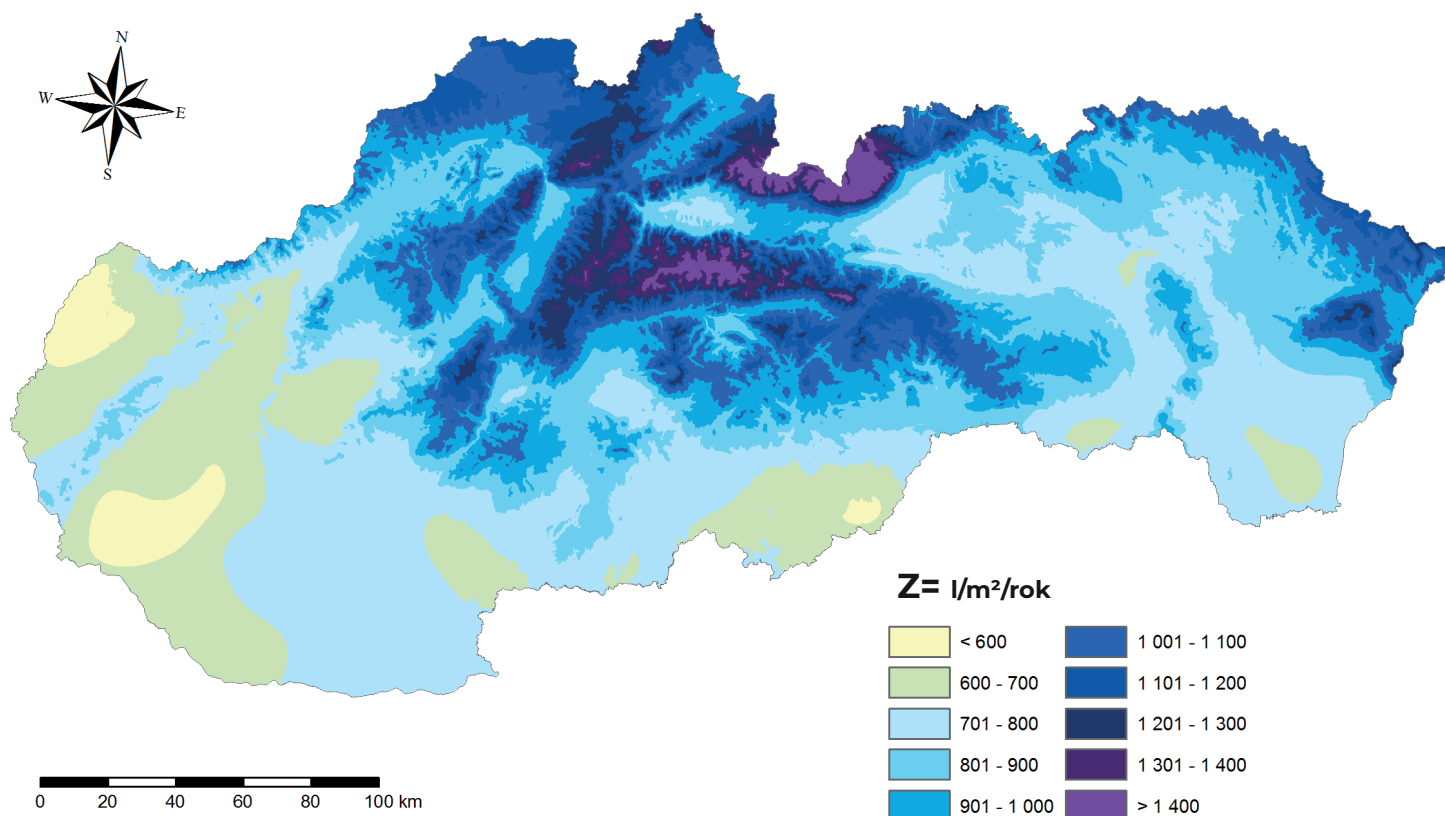 N
W E
S
Z= l/m²/rok
< 600 1 001 - 1 100
600 - 700 1 101 - 1 200
701 - 800 1 201 - 1 300
801 - 900 1 301 - 1 400
901 - 1 000 > 1 400
0 20 40 60 80 100 km